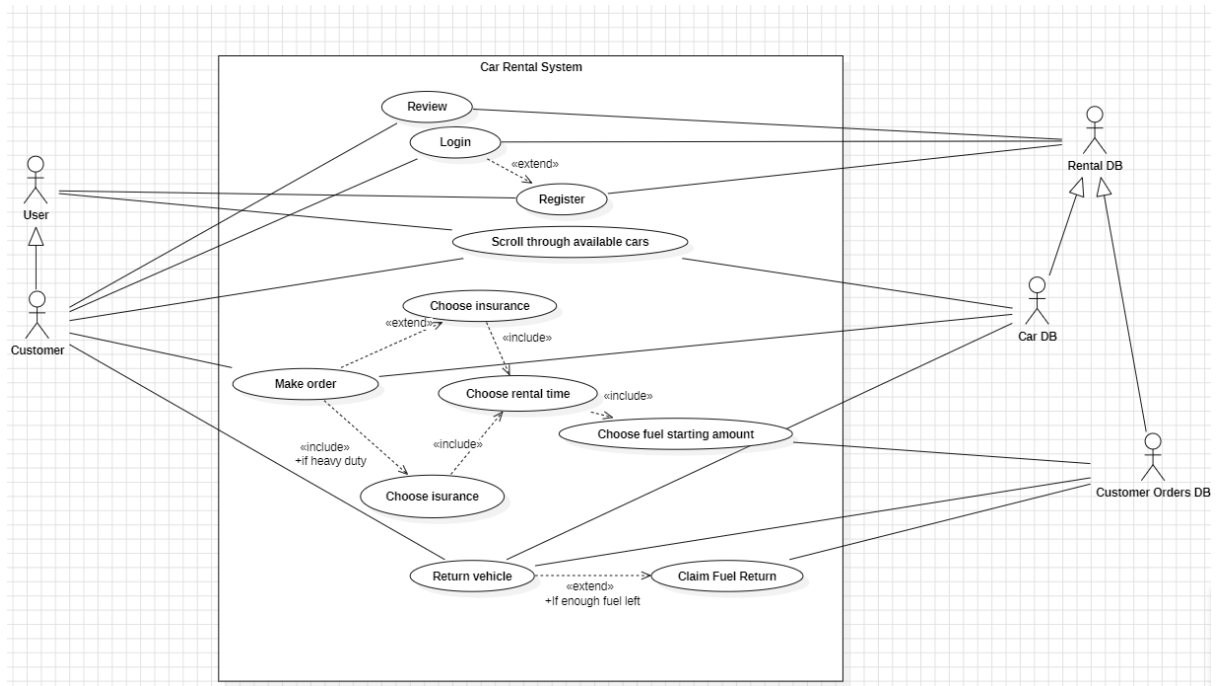 Car Rental System
Review
Login
«extend»
Rental DB
Register
User
Scroll through available cars
Choose insurance
«extend»
«include»
Customer
Car DB
Make order
Choose rental time
«include»
Choose fuel starting amount
«include»
+if heavy duty
«include»
Choose isurance
Customer Orders DB
Return vehicle
«extend»
+If enough fuel left
Claim Fuel Return